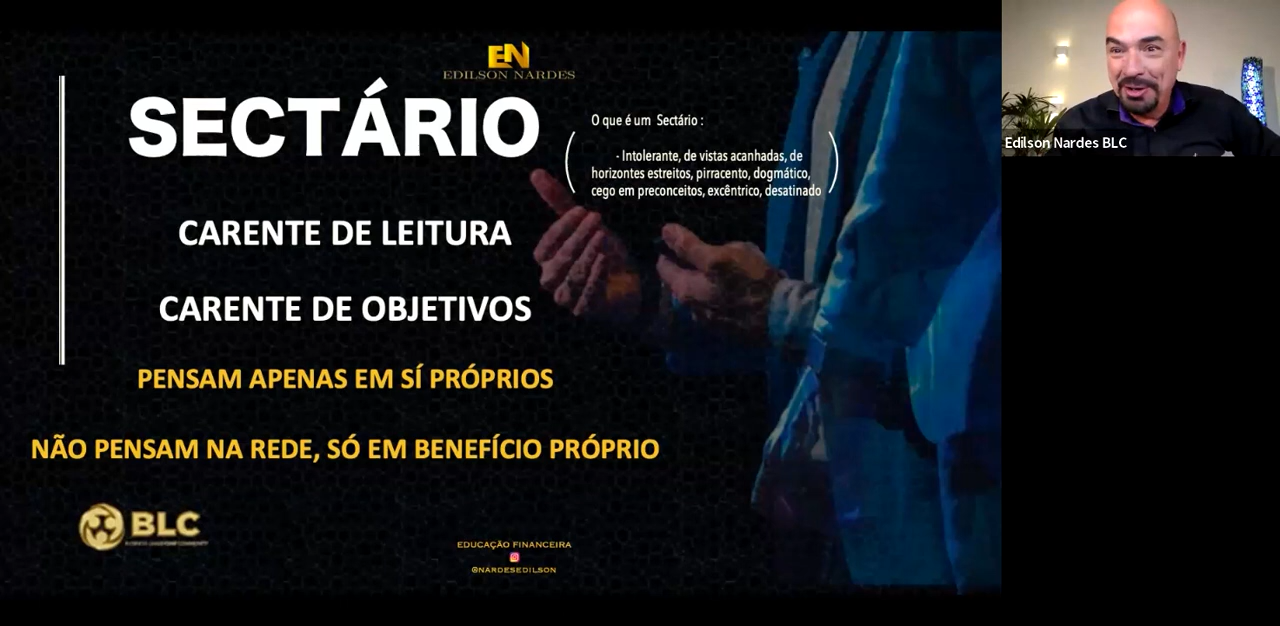 EN
EDILSON NARDES
SECTÁRIO
O que é um Sectário :
- Intolerante, de vistas acanhadas, de
horizontes estreitos, pirracento, dogmático,
cego em preconceitos, excêntrico, desatinado
CARENTE DE LEITURA
CARENTE DE OBJETIVOS
PENSAM APENAS EM SÍ PRÓPRIOS
NÃO PENSAM NA REDE, SÓ EM BENEFÍCIO PRÓPRIO
BLC
EDUCAÇÃO FINANCEIRA
@NARDESEDILSON
Edilson Nardes BLC